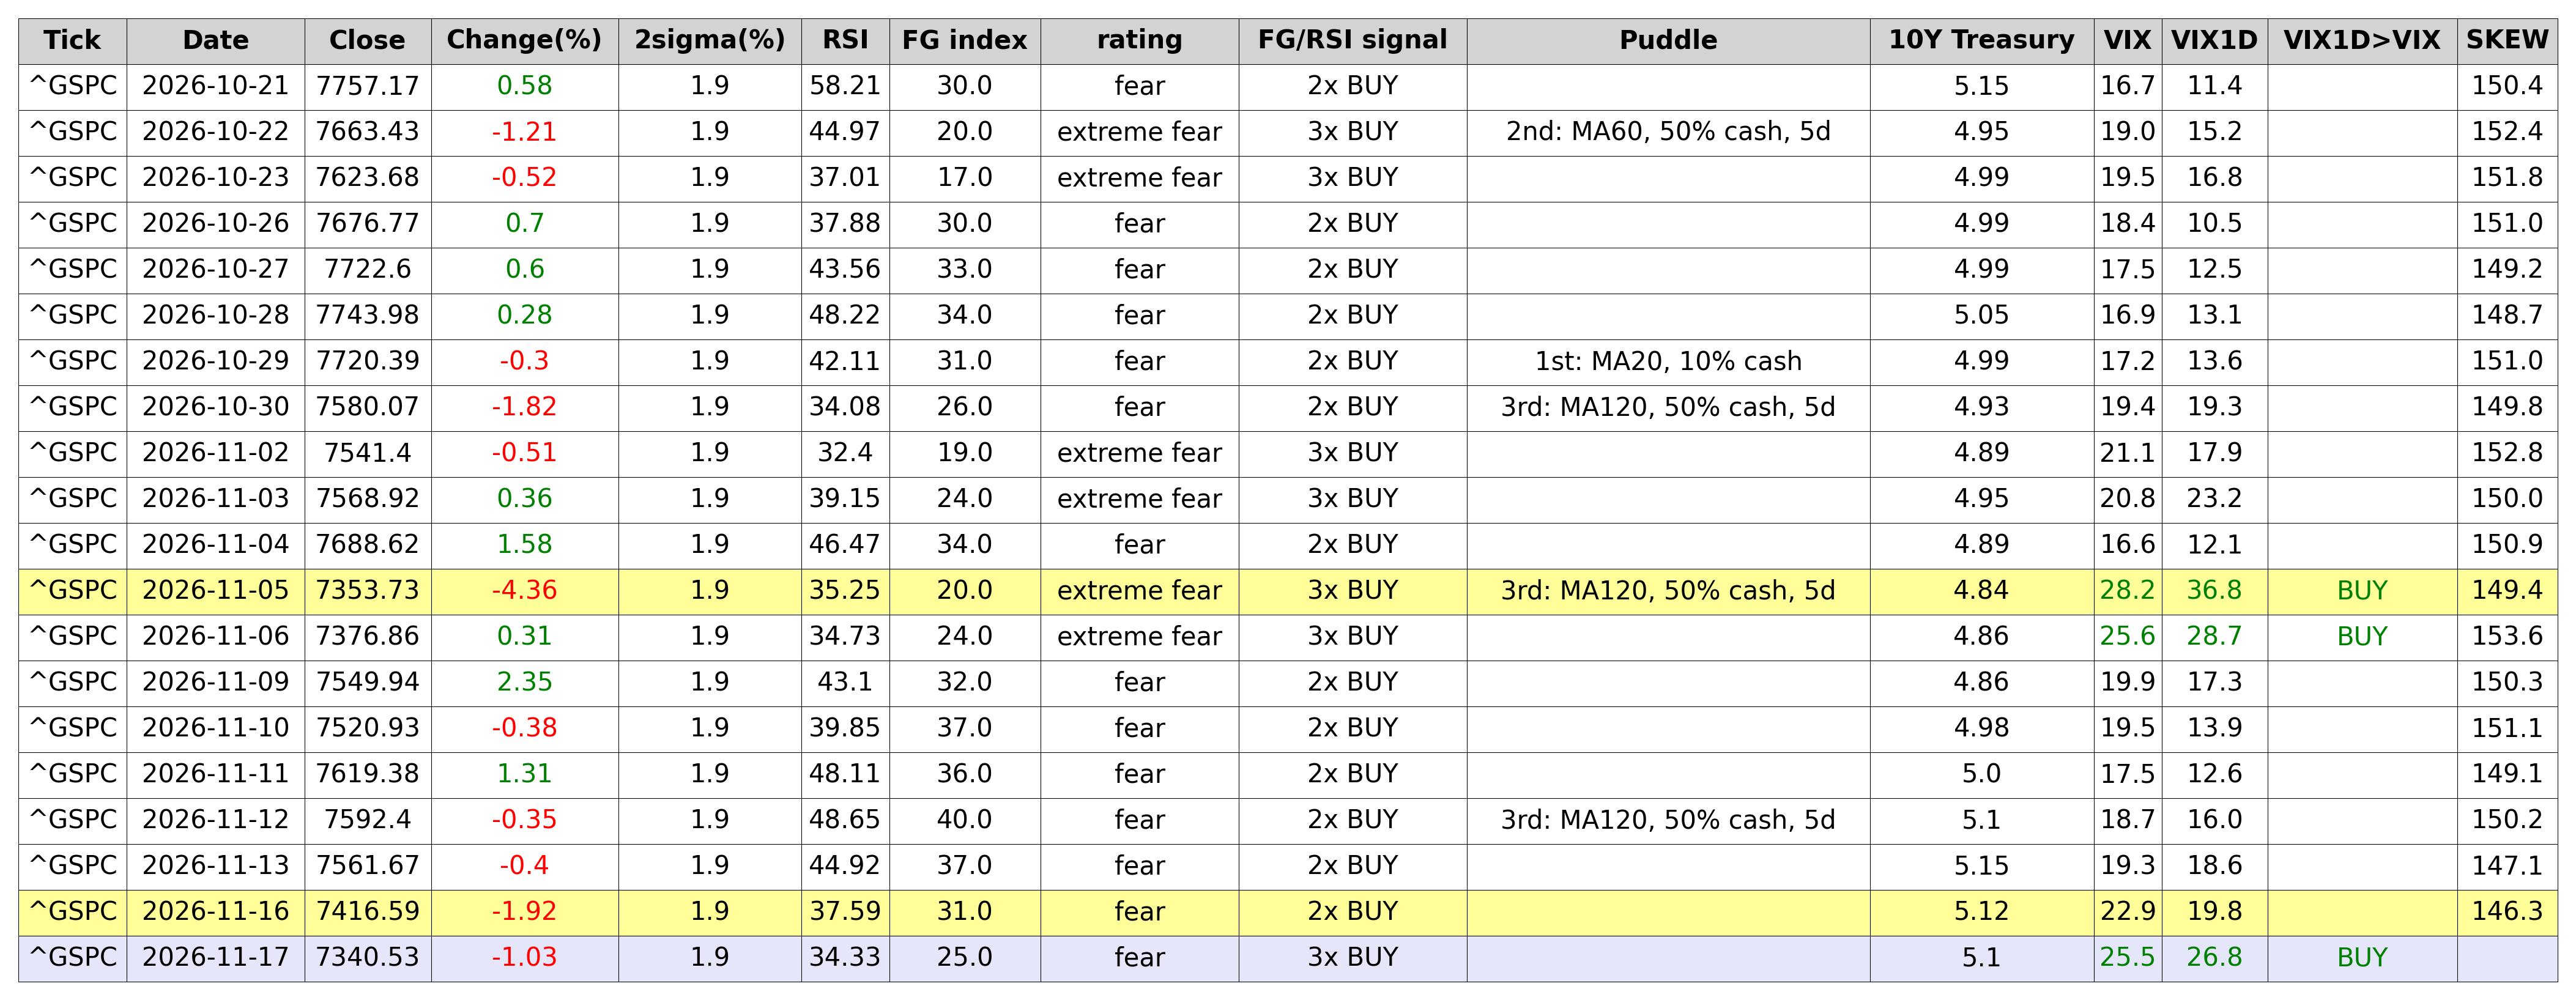 Tick Date Close Change(%) 2sigma(%) RSI FG index rating FG/RSI signal Puddle 10Y Treasury VIX VIX1D VIX1D>VIX SKEW
^GSPC 2026-10-21 7757.17 0.58 1.9 58.21 30.0 fear 2x BUY 5.15 16.7 11.4 150.4
^GSPC 2026-10-22 7663.43 -1.21 1.9 44.97 20.0 extreme fear 3x BUY 2nd: MA60, 50% cash, 5d 4.95 19.0 15.2 152.4
^GSPC 2026-10-23 7623.68 -0.52 1.9 37.01 17.0 extreme fear 3x BUY 4.99 19.5 16.8 151.8
^GSPC 2026-10-26 7676.77 0.7 1.9 37.88 30.0 fear 2x BUY 4.99 18.4 10.5 151.0
^GSPC 2026-10-27 7722.6 0.6 1.9 43.56 33.0 fear 2x BUY 4.99 17.5 12.5 149.2
^GSPC 2026-10-28 7743.98 0.28 1.9 48.22 34.0 fear 2x BUY 5.05 16.9 13.1 148.7
^GSPC 2026-10-29 7720.39 -0.3 1.9 42.11 31.0 fear 2x BUY 1st: MA20, 10% cash 4.99 17.2 13.6 151.0
^GSPC 2026-10-30 7580.07 -1.82 1.9 34.08 26.0 fear 2x BUY 3rd: MA120, 50% cash, 5d 4.93 19.4 19.3 149.8
^GSPC 2026-11-02 7541.4 -0.51 1.9 32.4 19.0 extreme fear 3x BUY 4.89 21.1 17.9 152.8
^GSPC 2026-11-03 7568.92 0.36 1.9 39.15 24.0 extreme fear 3x BUY 4.95 20.8 23.2 150.0
^GSPC 2026-11-04 7688.62 1.58 1.9 46.47 34.0 fear 2x BUY 4.89 16.6 12.1 150.9
^GSPC 2026-11-05 7353.73 -4.36 1.9 35.25 20.0 extreme fear 3x BUY 3rd: MA120, 50% cash, 5d 4.84 28.2 36.8 BUY 149.4
^GSPC 2026-11-06 7376.86 0.31 1.9 34.73 24.0 extreme fear 3x BUY 4.86 25.6 28.7 BUY 153.6
^GSPC 2026-11-09 7549.94 2.35 1.9 43.1 32.0 fear 2x BUY 4.86 19.9 17.3 150.3
^GSPC 2026-11-10 7520.93 -0.38 1.9 39.85 37.0 fear 2x BUY 4.98 19.5 13.9 151.1
^GSPC 2026-11-11 7619.38 1.31 1.9 48.11 36.0 fear 2x BUY 5.0 17.5 12.6 149.1
^GSPC 2026-11-12 7592.4 -0.35 1.9 48.65 40.0 fear 2x BUY 3rd: MA120, 50% cash, 5d 5.1 18.7 16.0 150.2
^GSPC 2026-11-13 7561.67 -0.4 1.9 44.92 37.0 fear 2x BUY 5.15 19.3 18.6 147.1
^GSPC 2026-11-16 7416.59 -1.92 1.9 37.59 31.0 fear 2x BUY 5.12 22.9 19.8 146.3
^GSPC 2026-11-17 7340.53 -1.03 1.9 34.33 25.0 fear 3x BUY 5.1 25.5 26.8 BUY